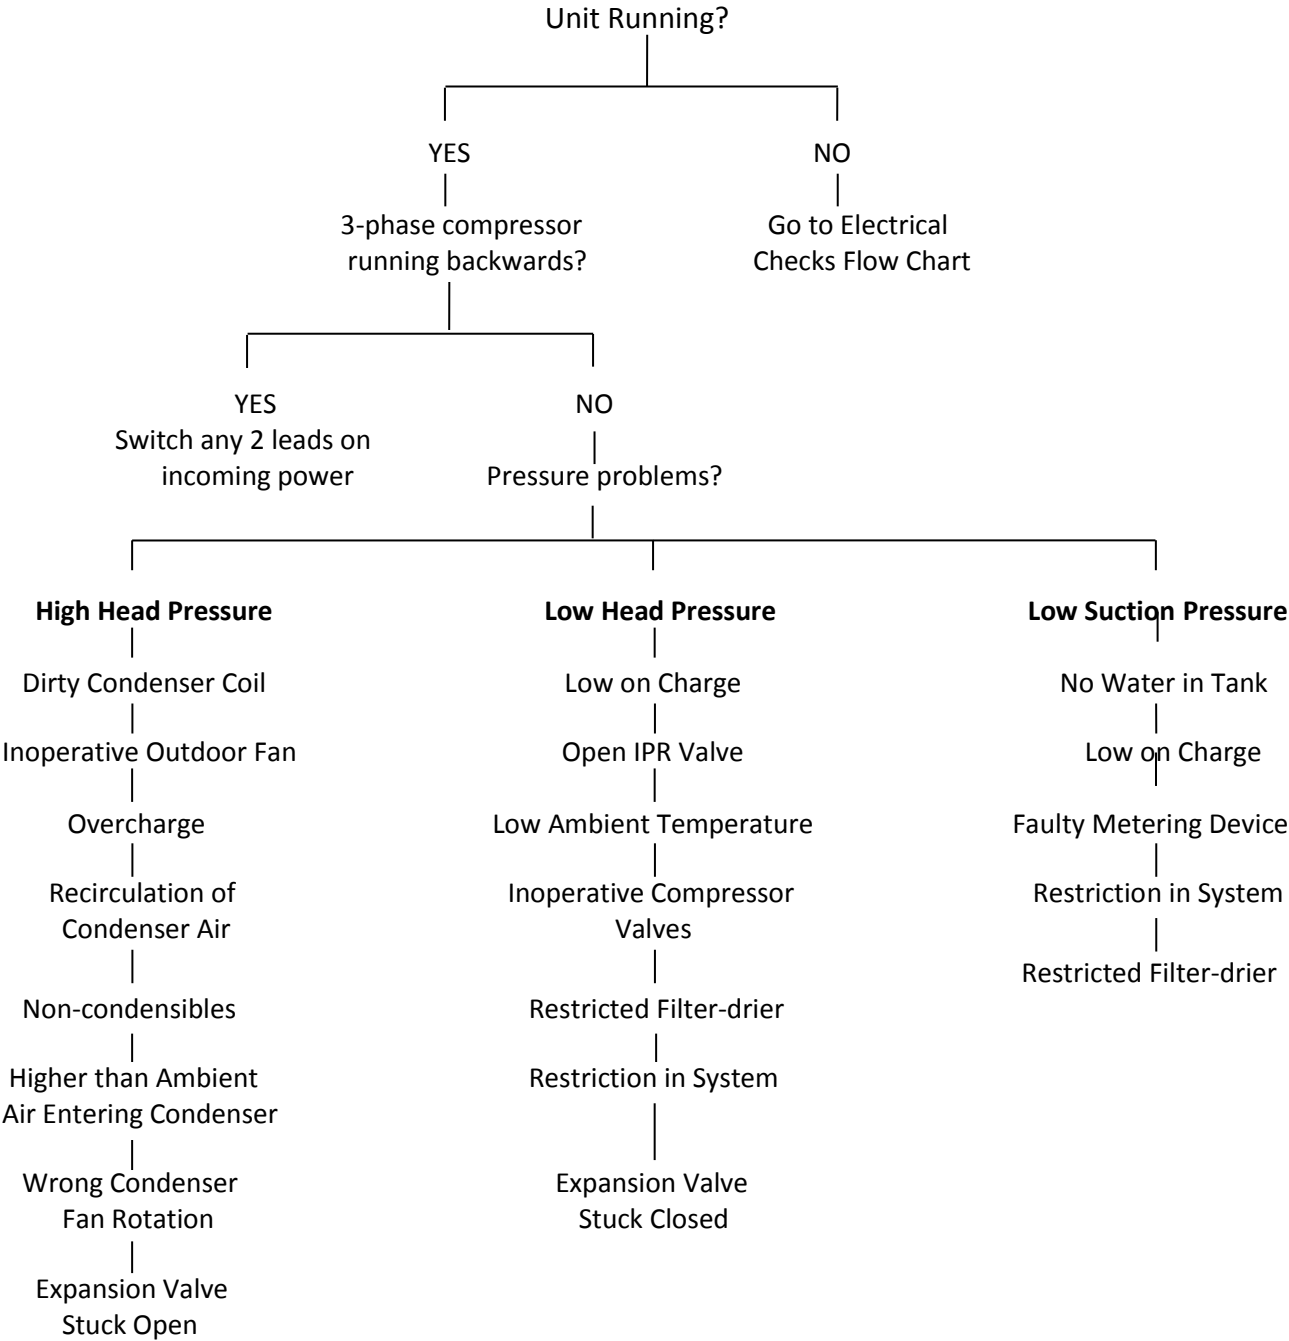 Unit Running?
YES
NO
3-phase compressor
running backwards?
Go to Electrical
Checks Flow Chart
YES
Switch any 2 leads on
incoming power
NO
Pressure problems?
High Head Pressure
Dirty Condenser Coil
Inoperative Outdoor Fan
Overcharge
Recirculation of
Condenser Air
Non-condensibles
Higher than Ambient
Air Entering Condenser
Wrong Condenser
Fan Rotation
Expansion Valve
Stuck Open
Low Head Pressure
Low on Charge
Open IPR Valve
Low Ambient Temperature
Inoperative Compressor
Valves
Restricted Filter-drier
Restriction in System
Expansion Valve
Stuck Closed
Low Suction Pressure
No Water in Tank
Low on Charge
Faulty Metering Device
Restriction in System
Restricted Filter-drier